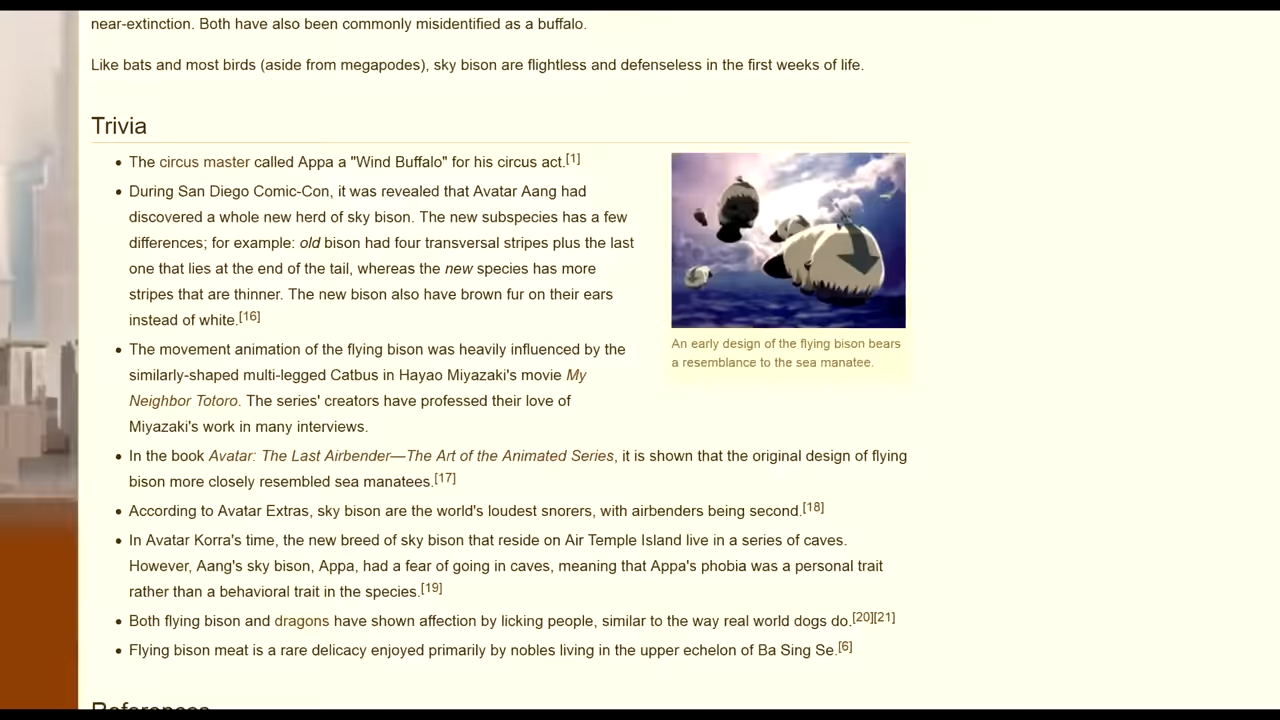 near-extinction. Both have also been commonly misidentified as a buffalo.
Like bats and most birds (aside from megapodes), sky bison are flightless and defenseless in the first weeks of life.
Trivia
• The circus master called Appa a "Wind Buffalo" for his circus act.[1]
• During San Diego Comic-Con, it was revealed that Avatar Aang had
discovered a whole new herd of sky bison. The new subspecies has a few
differences; for example: old bison had four transversal stripes plus the last
one that lies at the end of the tail, whereas the new species has more
stripes that are thinner. The new bison also have brown fur on their ears
instead of white.[16]
• The movement animation of the flying bison was heavily influenced by the
similarly-shaped multi-legged Catbus in Hayao Miyazaki's movie My
Neighbor Totoro. The series' creators have professed their love of
Miyazaki's work in many interviews.
An early design of the flying bison bears
a resemblance to the sea manatee.
• In the book Avatar: The Last Airbender—The Art of the Animated Series, it is shown that the original design of flying
bison more closely resembled sea manatees.[17]
• According to Avatar Extras, sky bison are the world's loudest snorers, with airbenders being second.[18]
• In Avatar Korra's time, the new breed of sky bison that reside on Air Temple Island live in a series of caves.
However, Aang's sky bison, Appa, had a fear of going in caves, meaning that Appa's phobia was a personal trait
rather than a behavioral trait in the species.[19]
• Both flying bison and dragons have shown affection by licking people, similar to the way real world dogs do.[20][21]
• Flying bison meat is a rare delicacy enjoyed primarily by nobles living in the upper echelon of Ba Sing Se.[6]
References